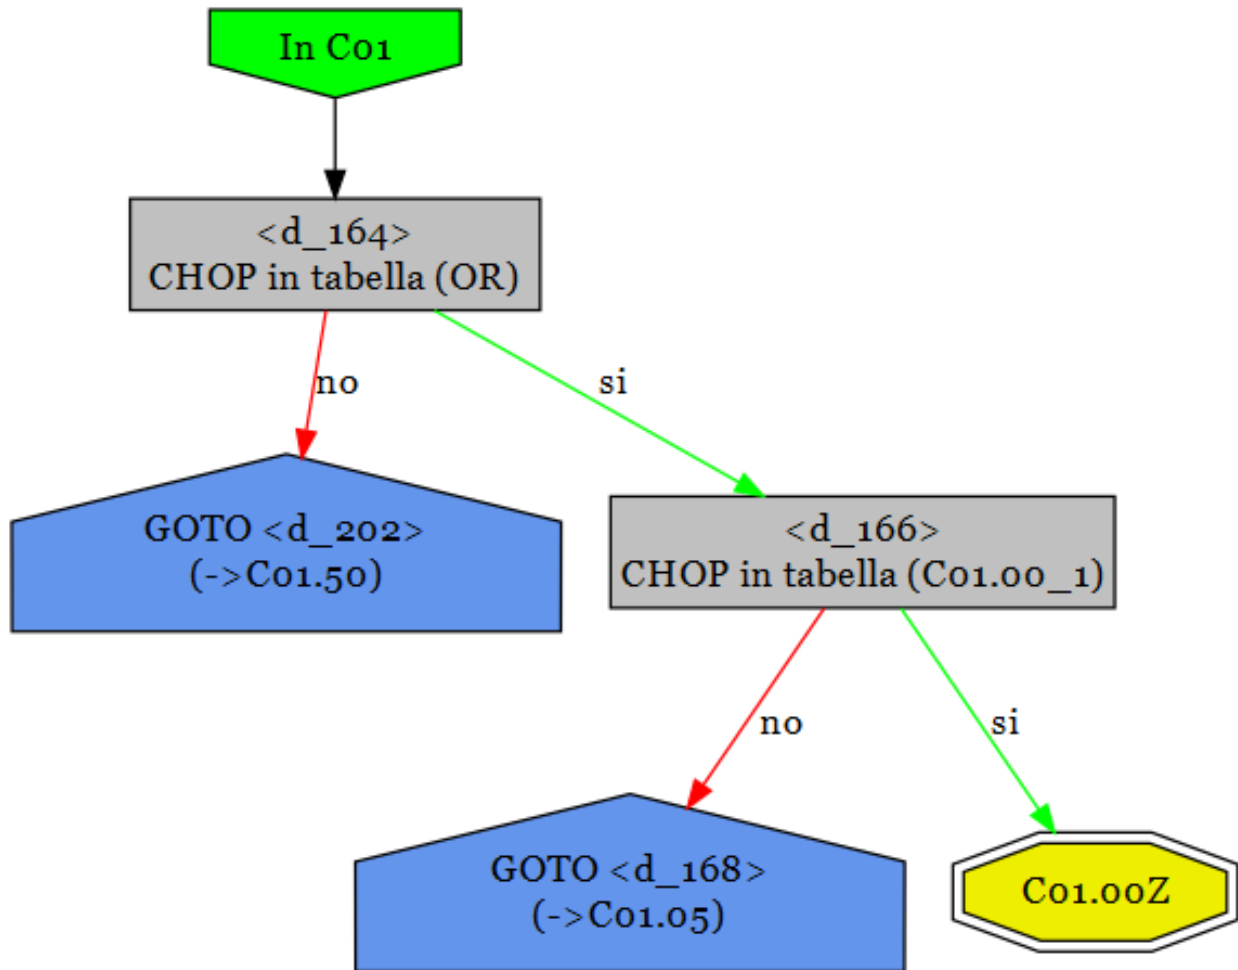 In C01
<d_164>
CHOP in tabella (OR)
no
si
GOTO <d_202>
(->C01.50)
<d_166>
CHOP in tabella (C01.00_1)
no
si
GOTO <d_168>
(->C01.05)
C01.00Z